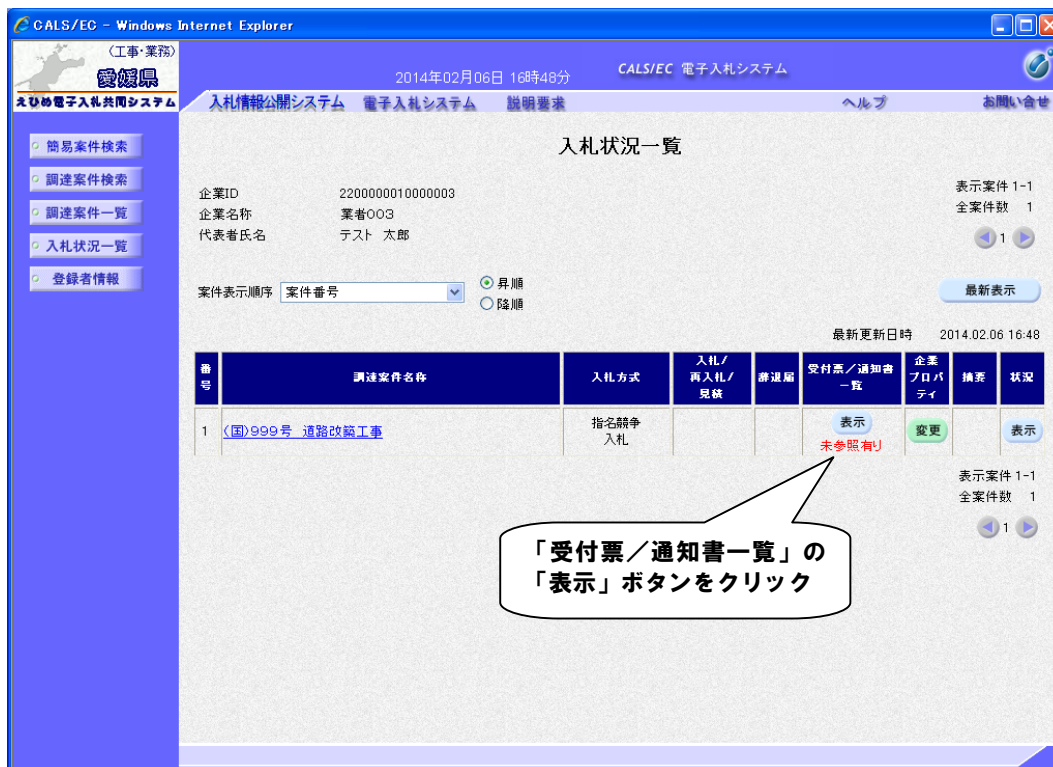 CALS/EC - Windows Internet Explorer
（工事・業務）
愛媛県
えひめ電子入札共同システム
2014年02月06日 16時48分
CALS/EC 電子入札システム
入札情報公開システム 電子入札システム 説明要求 ヘルプ お問い合せ
簡易案件検索
調達案件検索
調達案件一覧
入札状況一覧
登録者情報
入札状況一覧
企業ID 2200000010000003
企業名称 業者003
代表者氏名 テスト 太郎
表示案件 1-1
全案件数 1
1
案件表示順序 案件番号
昇順
降順
最新表示
最新更新日時 2014.02.06 16:48
番号 調達案件名称 入札方式 入札/再入札/見積 辞退届 受付票／通知書一覧 企業プロパティ 摘要 状況
1 (国)999号 道路改築工事 指名競争入札 表示 未参照有り 変更 表示
表示案件 1-1
全案件数 1
1
「受付票／通知書一覧」の
「表示」ボタンをクリック